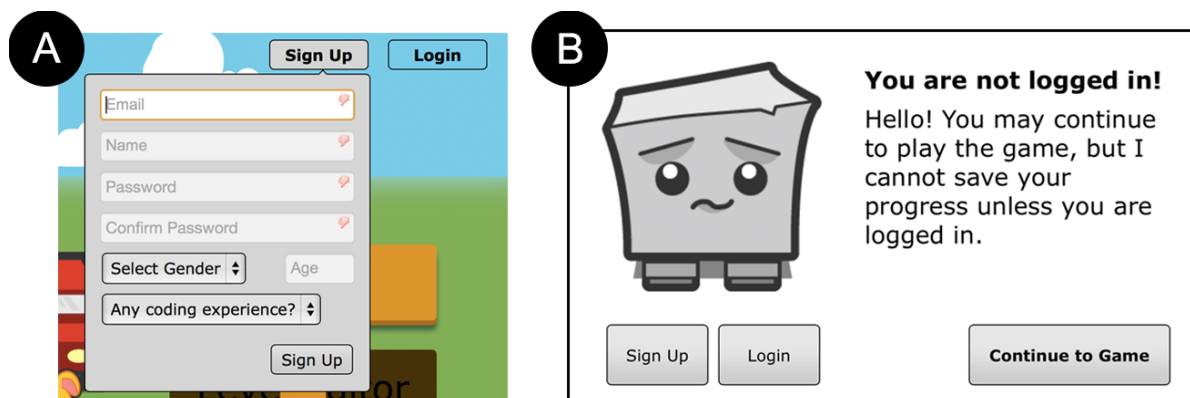 A
Sign Up
Login
Email
Name
Password
Confirm Password
Select Gender
Age
Any coding experience?
Sign Up
B
You are not logged in!
Hello! You may continue
to play the game, but I
cannot save your
progress unless you are
logged in.
Sign Up
Login
Continue to Game